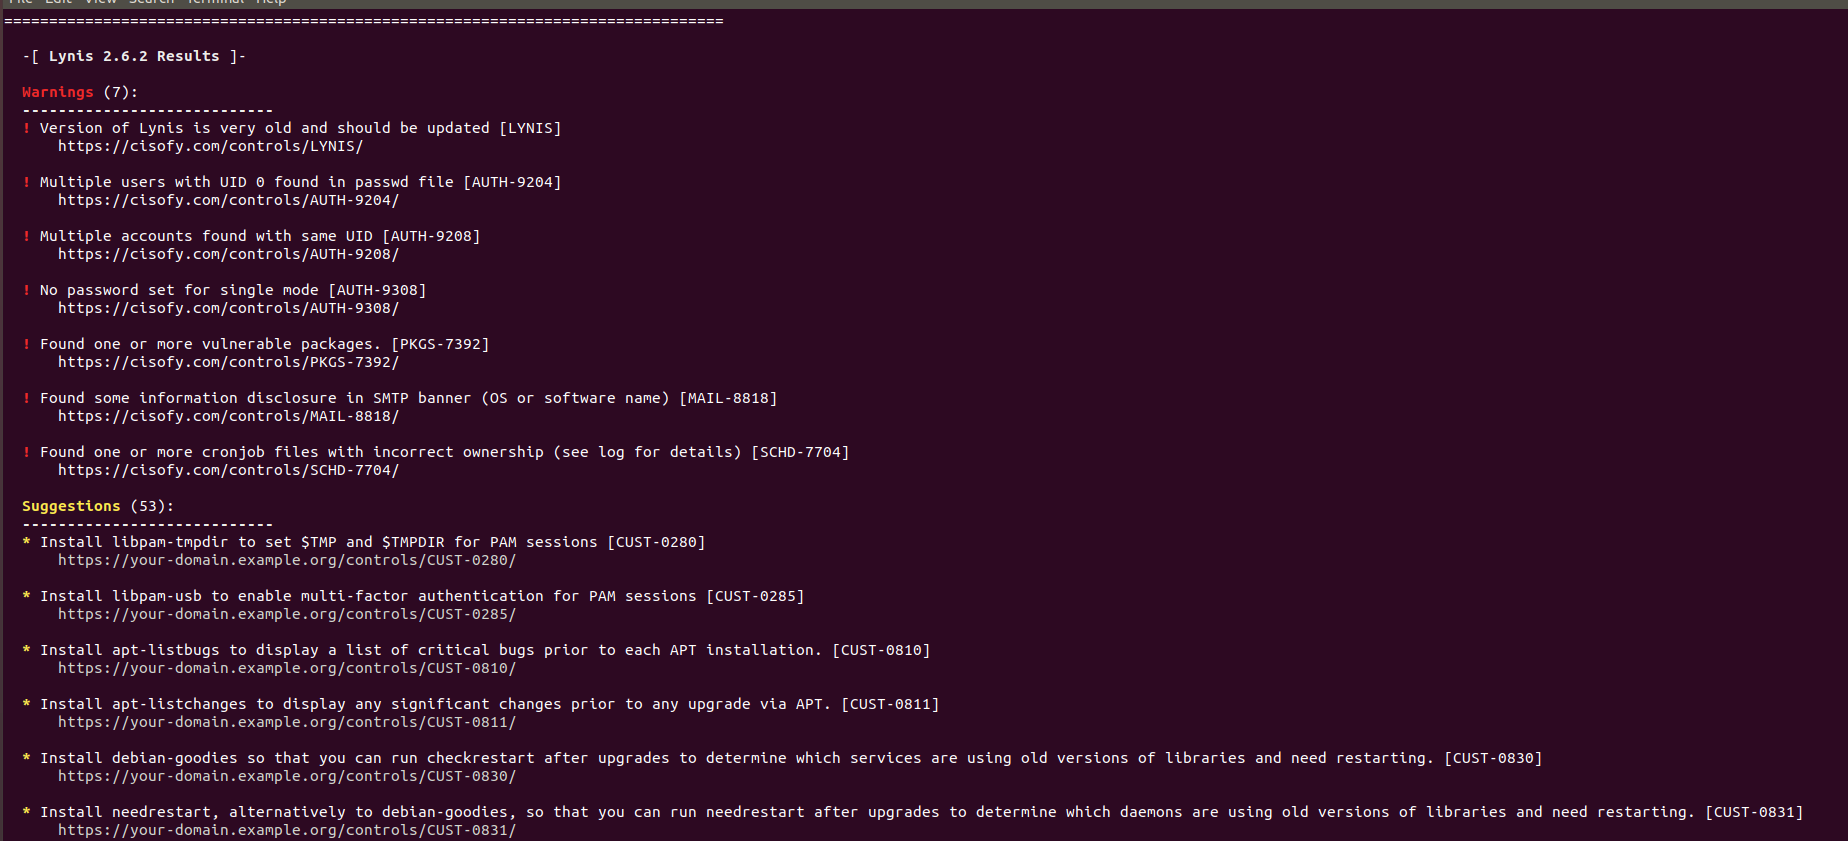 File Edit View Search Terminal Help
================================================================================
-[ Lynis 2.6.2 Results ]-
Warnings (7):
----------------------------
! Version of Lynis is very old and should be updated [LYNIS]
https://cisofy.com/controls/LYNIS/
! Multiple users with UID 0 found in passwd file [AUTH-9204]
https://cisofy.com/controls/AUTH-9204/
! Multiple accounts found with same UID [AUTH-9208]
https://cisofy.com/controls/AUTH-9208/
! No password set for single mode [AUTH-9308]
https://cisofy.com/controls/AUTH-9308/
! Found one or more vulnerable packages. [PKGS-7392]
https://cisofy.com/controls/PKGS-7392/
! Found some information disclosure in SMTP banner (OS or software name) [MAIL-8818]
https://cisofy.com/controls/MAIL-8818/
! Found one or more cronjob files with incorrect ownership (see log for details) [SCHD-7704]
https://cisofy.com/controls/SCHD-7704/
Suggestions (53):
----------------------------
* Install libpam-tmpdir to set $TMP and $TMPDIR for PAM sessions [CUST-0280]
https://your-domain.example.org/controls/CUST-0280/
* Install libpam-usb to enable multi-factor authentication for PAM sessions [CUST-0285]
https://your-domain.example.org/controls/CUST-0285/
* Install apt-listbugs to display a list of critical bugs prior to each APT installation. [CUST-0810]
https://your-domain.example.org/controls/CUST-0810/
* Install apt-listchanges to display any significant changes prior to any upgrade via APT. [CUST-0811]
https://your-domain.example.org/controls/CUST-0811/
* Install debian-goodies so that you can run checkrestart after upgrades to determine which services are using old versions of libraries and need restarting. [CUST-0830]
https://your-domain.example.org/controls/CUST-0830/
* Install needrestart, alternatively to debian-goodies, so that you can run needrestart after upgrades to determine which daemons are using old versions of libraries and need restarting. [CUST-0831]
https://your-domain.example.org/controls/CUST-0831/